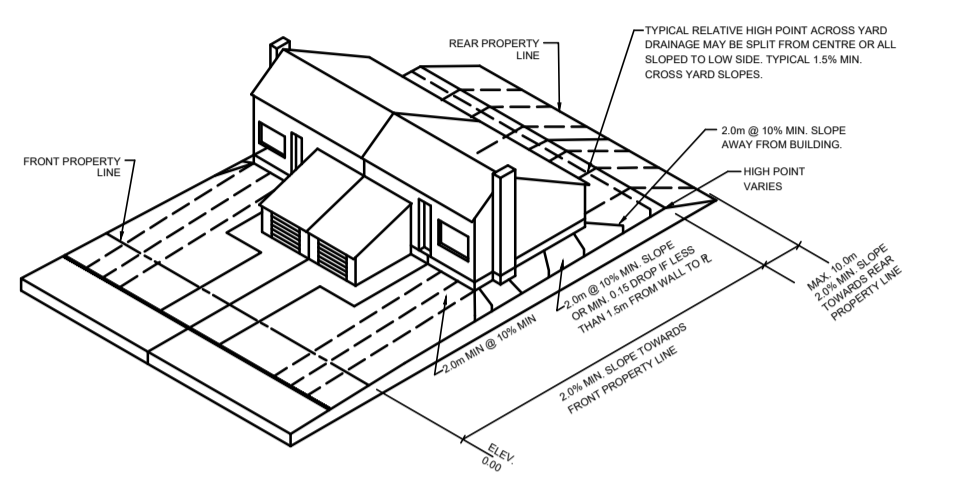 REAR PROPERTY
LINE
TYPICAL RELATIVE HIGH POINT ACROSS YARD
DRAINAGE MAY BE SPLIT FROM CENTRE OR ALL
SLOPED TO LOW SIDE. TYPICAL 1.5% MIN.
CROSS YARD SLOPES.
2.0m @ 10% MIN. SLOPE
AWAY FROM BUILDING.
HIGH POINT
VARIES
FRONT PROPERTY
LINE
2.0m @ 10% MIN. SLOPE
OR MIN. 0.15 DROP IF LESS
THAN 1.5m FROM WALL TO ⅊
MAX. 10.0m
2.0% MIN. SLOPE
TOWARDS REAR
PROPERTY LINE
2.0m MIN @ 10% MIN
2.0% MIN. SLOPE TOWARDS
FRONT PROPERTY LINE
ELEV.
0.00